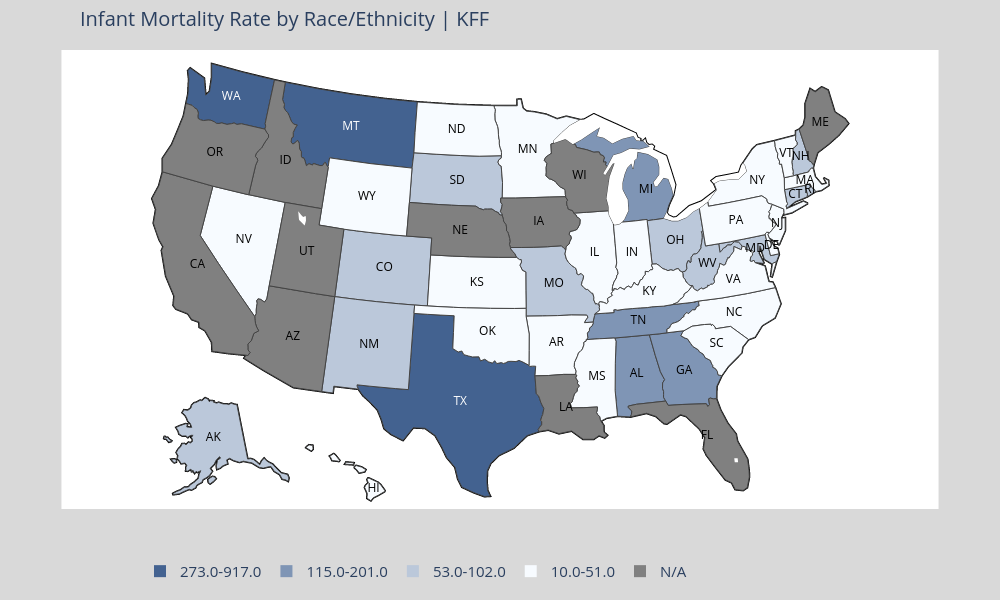 Infant Mortality Rate by Race/Ethnicity | KFF
WA
MT
ND
MN
ME
OR
ID
WI
VT
NH
SD
WY
MI
NY
MA
CT
RI
NV
NE
IA
PA
NJ
UT
OH
MD
DE
CA
CO
IL
IN
WV
KS
MO
KY
VA
AZ
NM
OK
AR
TN
NC
SC
MS
AL
GA
TX
LA
AK
FL
HI
273.0-917.0 115.0-201.0 53.0-102.0 10.0-51.0 N/A